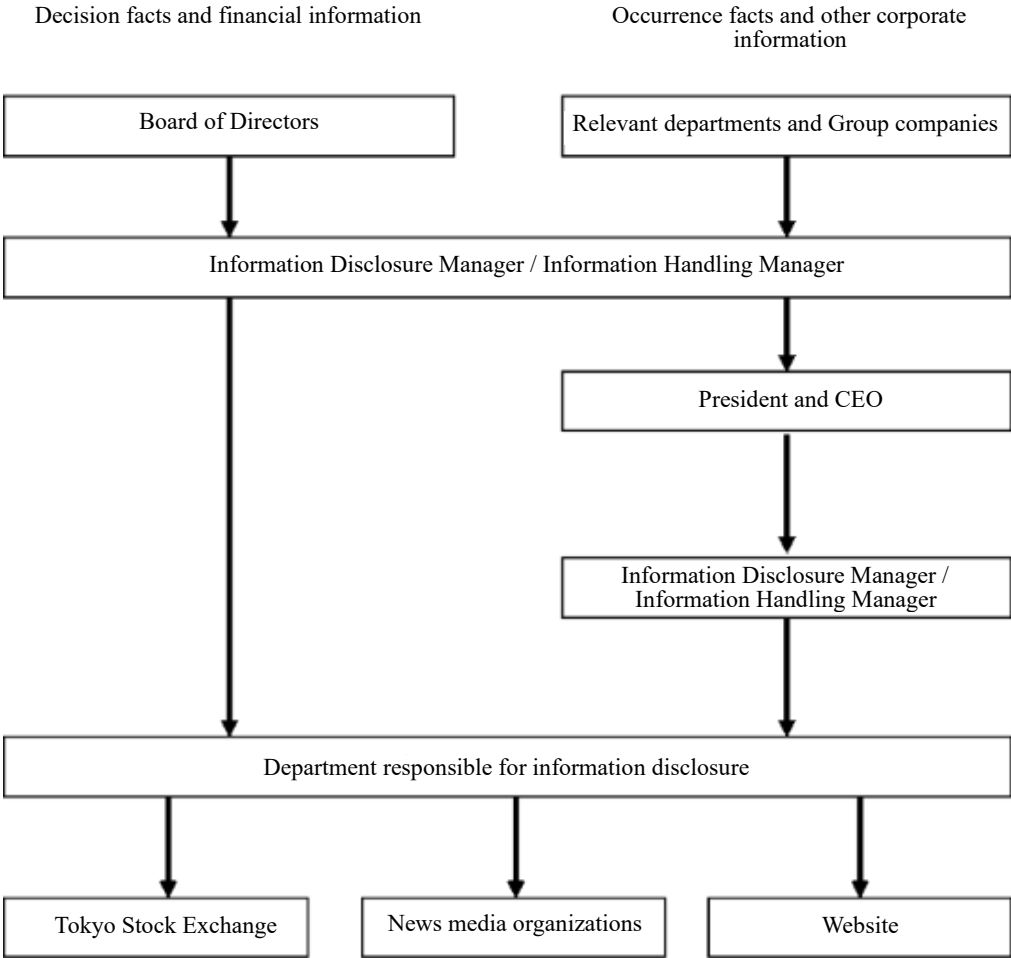 Decision facts and financial information
Occurrence facts and other corporate
information
Board of Directors
Relevant departments and Group companies
Information Disclosure Manager / Information Handling Manager
President and CEO
Information Disclosure Manager /
Information Handling Manager
Department responsible for information disclosure
Tokyo Stock Exchange
News media organizations
Website